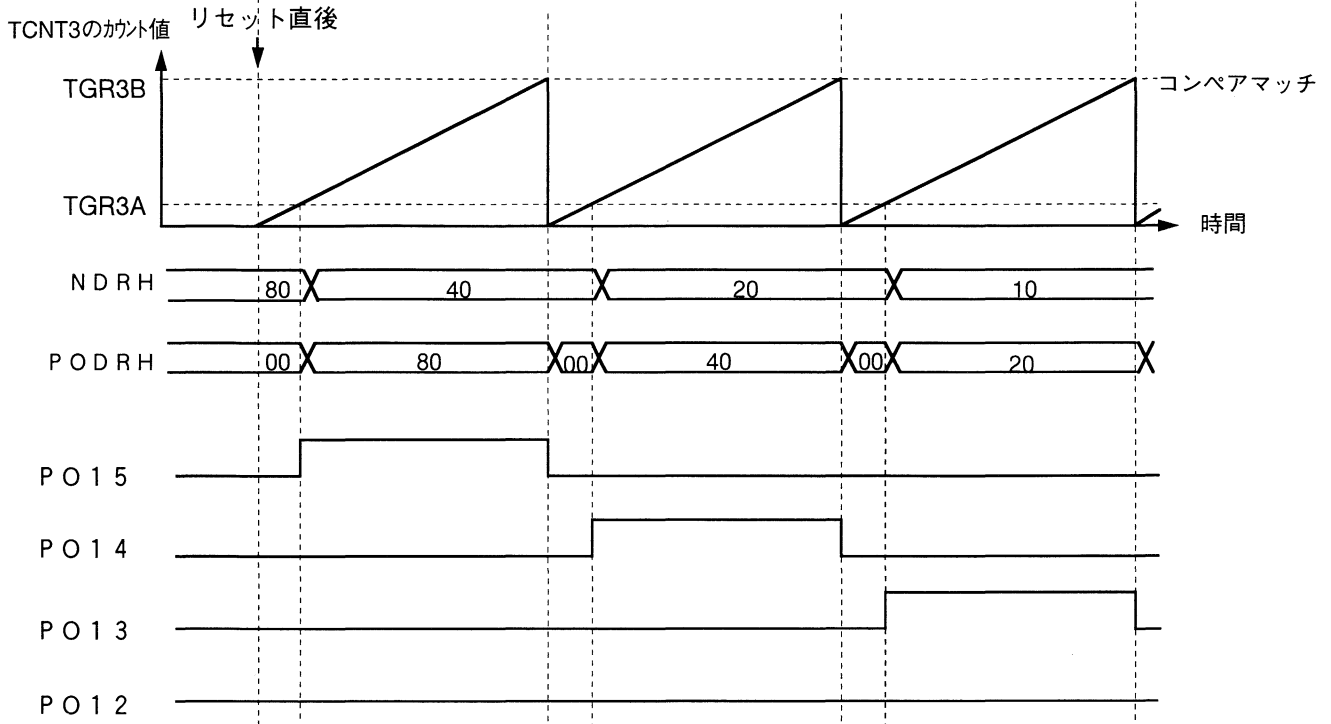 リセット直後
TCNT3のカウント値
TGR3B
コンペアマッチ
TGR3A
時間
NDRH 80 40 20 10
PODRH 00 80 00 40 00 20
PO15
PO14
PO13
PO12